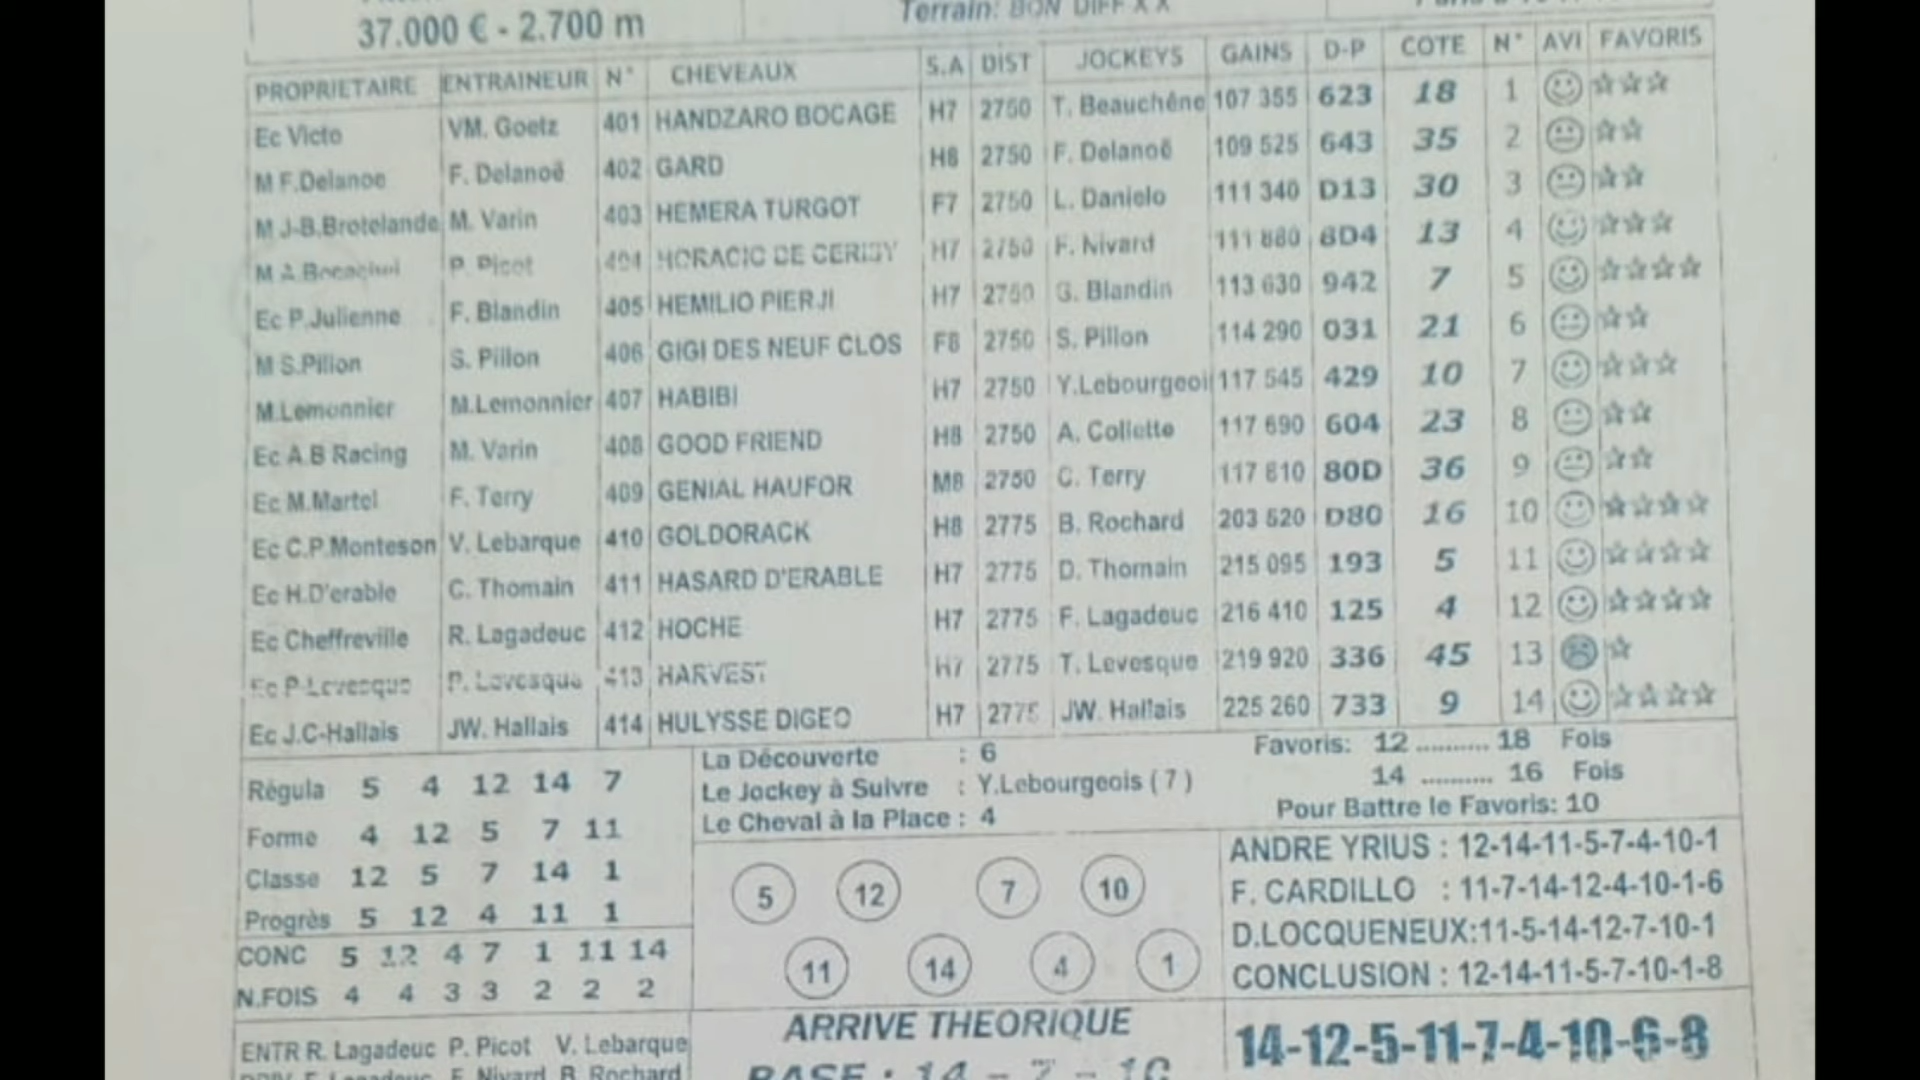 37.000 € - 2.700 m
Terrain: BON DIFF X X
PROPRIETAIRE ENTRAINEUR N° CHEVEAUX S.A DIST JOCKEYS GAINS D-P COTE N° AVI FAVORIS
Ec Victo VM. Goetz 401 HANDZARO BOCAGE H7 2750 T. Beauchêne 107 355 623 18 1 ☆☆☆
M F.Delanoe F. Delanoë 402 GARD H8 2750 F. Delanoë 109 525 643 35 2 ☆☆
M J-B.Brotelande M. Varin 403 HEMERA TURGOT F7 2750 L. Danielo 111 340 D13 30 3 ☆☆
M A. P. Picot 404 HORACIO DE CERISY H7 2750 F. Nivard 111 880 8D4 13 4 ☆☆☆
Ec P.Julienne F. Blandin 405 HEMILIO PIERJI H7 2750 G. Blandin 113 630 942 7 5 ☆☆☆☆
M S.Pillon S. Pillon 406 GIGI DES NEUF CLOS F8 2750 S. Pillon 114 290 031 21 6 ☆☆
M.Lemonnier M.Lemonnier 407 HABIBI H7 2750 Y.Lebourgeoi 117 545 429 10 7 ☆☆☆
Ec A.B Racing M. Varin 408 GOOD FRIEND H8 2750 A. Collette 117 690 604 23 8 ☆☆
Ec M.Martel F. Terry 409 GENIAL HAUFOR M8 2750 C. Terry 117 810 80D 36 9 ☆☆
Ec C.P.Monteson V. Lebarque 410 GOLDORACK H8 2775 B. Rochard 203 520 D80 16 10 ☆☆☆☆
Ec H.D'erable C. Thomain 411 HASARD D'ERABLE H7 2775 D. Thomain 215 095 193 5 11 ☆☆☆☆
Ec Cheffreville R. Lagadeuc 412 HOCHE H7 2775 F. Lagadeuc 216 410 125 4 12 ☆☆☆☆
Ec P-Levesque P. Levesque 413 HARVEST H7 2775 T. Levesque 219 920 336 45 13 ☆
Ec J.C-Hallais JW. Hallais 414 HULYSSE DIGEO H7 2775 JW. Hallais 225 260 733 9 14 ☆☆☆☆
Régula 5 4 12 14 7
Forme 4 12 5 7 11
Classe 12 5 7 14 1
Progrès 5 12 4 11 1
CONC 5 12 4 7 1 11 14
N.FOIS 4 4 3 3 2 2 2
ENTR R. Lagadeuc P. Picot V. Lebarque
F. Lagadeuc F. Nivard B. Rochard
La Découverte : 6
Le Jockey à Suivre : Y.Lebourgeois ( 7 )
Le Cheval à la Place : 4
5 12 7 10
11 14 4 1
ARRIVE THEORIQUE
BASE : 14 - 7 - 10
Favoris: 12 .......... 18 Fois
14 .......... 16 Fois
Pour Battre le Favoris: 10
ANDRE YRIUS : 12-14-11-5-7-4-10-1
F. CARDILLO : 11-7-14-12-4-10-1-6
D.LOCQUENEUX:11-5-14-12-7-10-1
CONCLUSION : 12-14-11-5-7-10-1-8
14-12-5-11-7-4-10-6-8